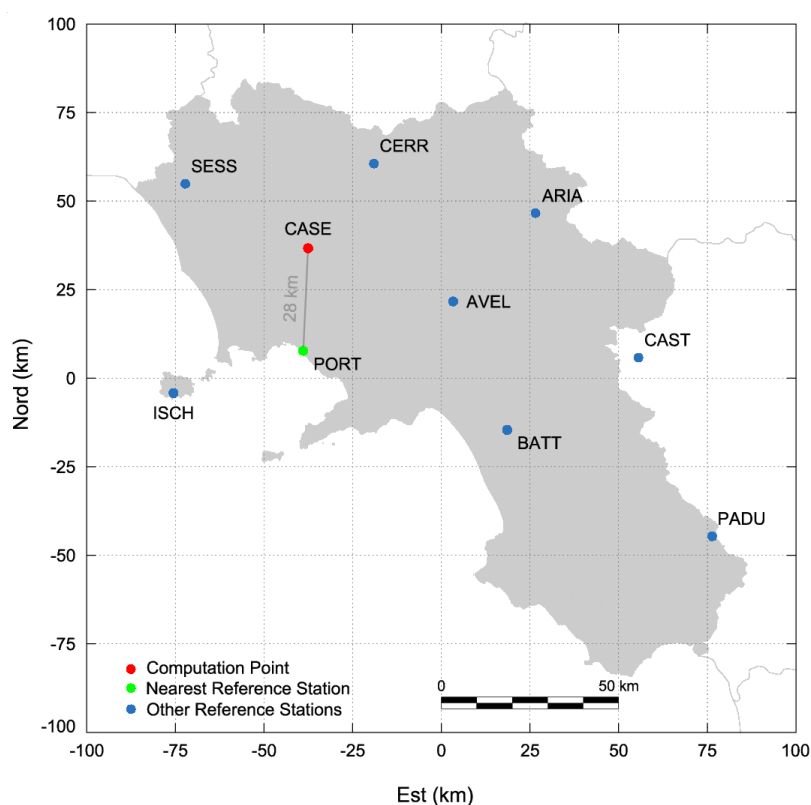 100
75
50
25
0
-25
-50
-75
-100
Nord (km)
CERR
SESS
ARIA
CASE
28 km
AVEL
PORT
CAST
ISCH
BATT
PADU
Computation Point
Nearest Reference Station
Other Reference Stations
0 50 km
-100 -75 -50 -25 0 25 50 75 100
Est (km)